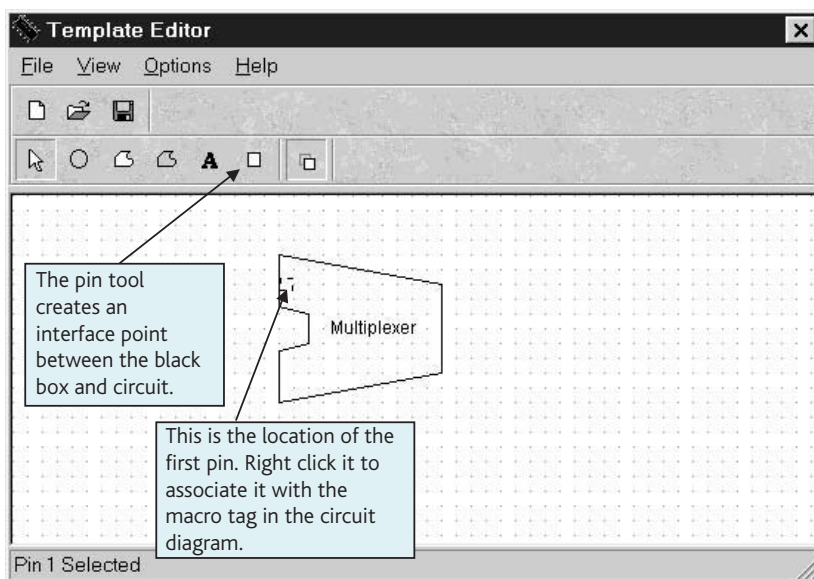 Template Editor
File View Options Help
A
The pin tool
creates an
interface point
between the black
box and circuit.
Multiplexer
This is the location of the
first pin. Right click it to
associate it with the
macro tag in the circuit
diagram.
Pin 1 Selected